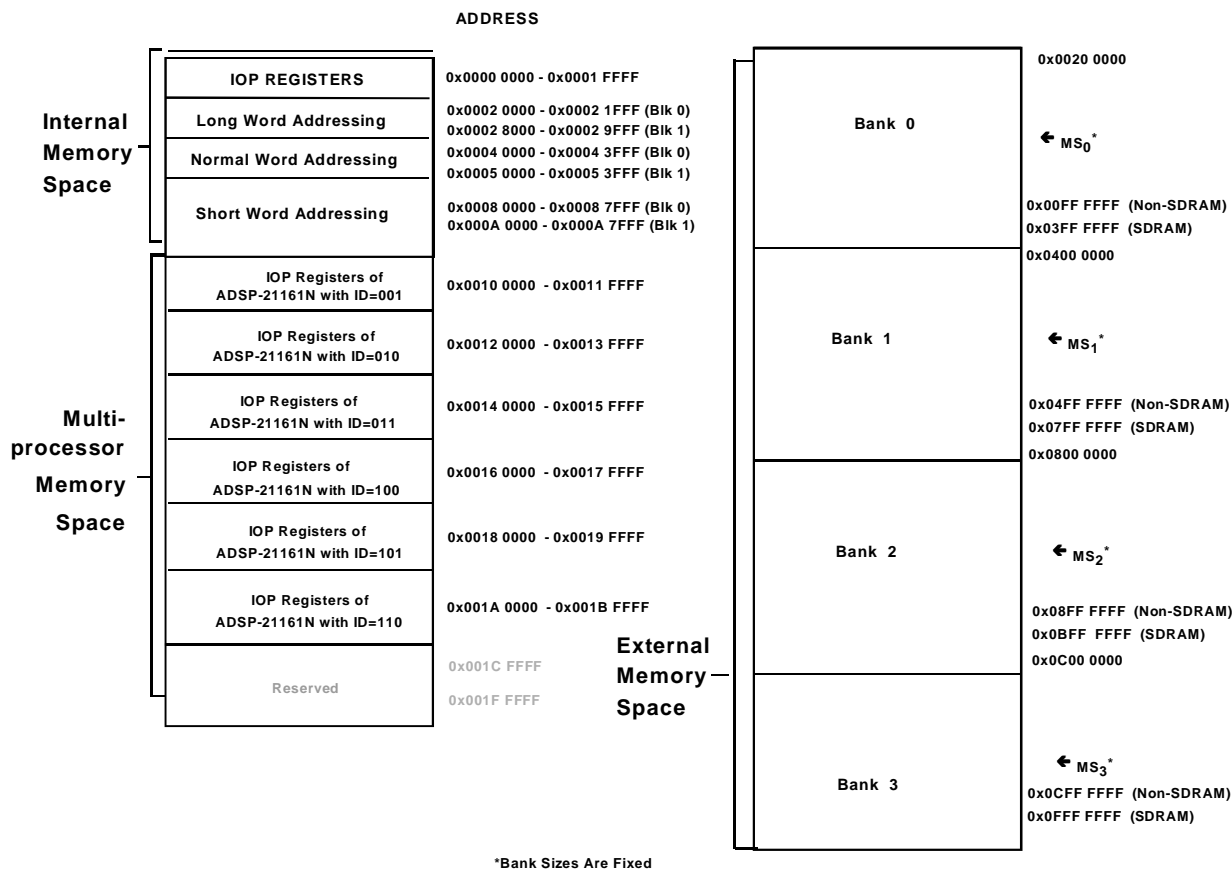 ADDRESS
Internal
Memory
Space
IOP REGISTERS
0x0000 0000 - 0x0001 FFFF
Long Word Addressing
0x0002 0000 - 0x0002 1FFF (Blk 0)
0x0002 8000 - 0x0002 9FFF (Blk 1)
Normal Word Addressing
0x0004 0000 - 0x0004 3FFF (Blk 0)
0x0005 0000 - 0x0005 3FFF (Blk 1)
Short Word Addressing
0x0008 0000 - 0x0008 7FFF (Blk 0)
0x000A 0000 - 0x000A 7FFF (Blk 1)
Multi-
processor
Memory
Space
IOP Registers of
ADSP-21161N with ID=001
0x0010 0000 - 0x0011 FFFF
IOP Registers of
ADSP-21161N with ID=010
0x0012 0000 - 0x0013 FFFF
IOP Registers of
ADSP-21161N with ID=011
0x0014 0000 - 0x0015 FFFF
IOP Registers of
ADSP-21161N with ID=100
0x0016 0000 - 0x0017 FFFF
IOP Registers of
ADSP-21161N with ID=101
0x0018 0000 - 0x0019 FFFF
IOP Registers of
ADSP-21161N with ID=110
0x001A 0000 - 0x001B FFFF
Reserved
0x001C FFFF
0x001F FFFF
External
Memory
Space
Bank 0
0x0020 0000
← MS0*
0x00FF FFFF (Non-SDRAM)
0x03FF FFFF (SDRAM)
0x0400 0000
Bank 1
← MS1*
0x04FF FFFF (Non-SDRAM)
0x07FF FFFF (SDRAM)
0x0800 0000
Bank 2
← MS2*
0x08FF FFFF (Non-SDRAM)
0x0BFF FFFF (SDRAM)
0x0C00 0000
Bank 3
← MS3*
0x0CFF FFFF (Non-SDRAM)
0x0FFF FFFF (SDRAM)
*Bank Sizes Are Fixed